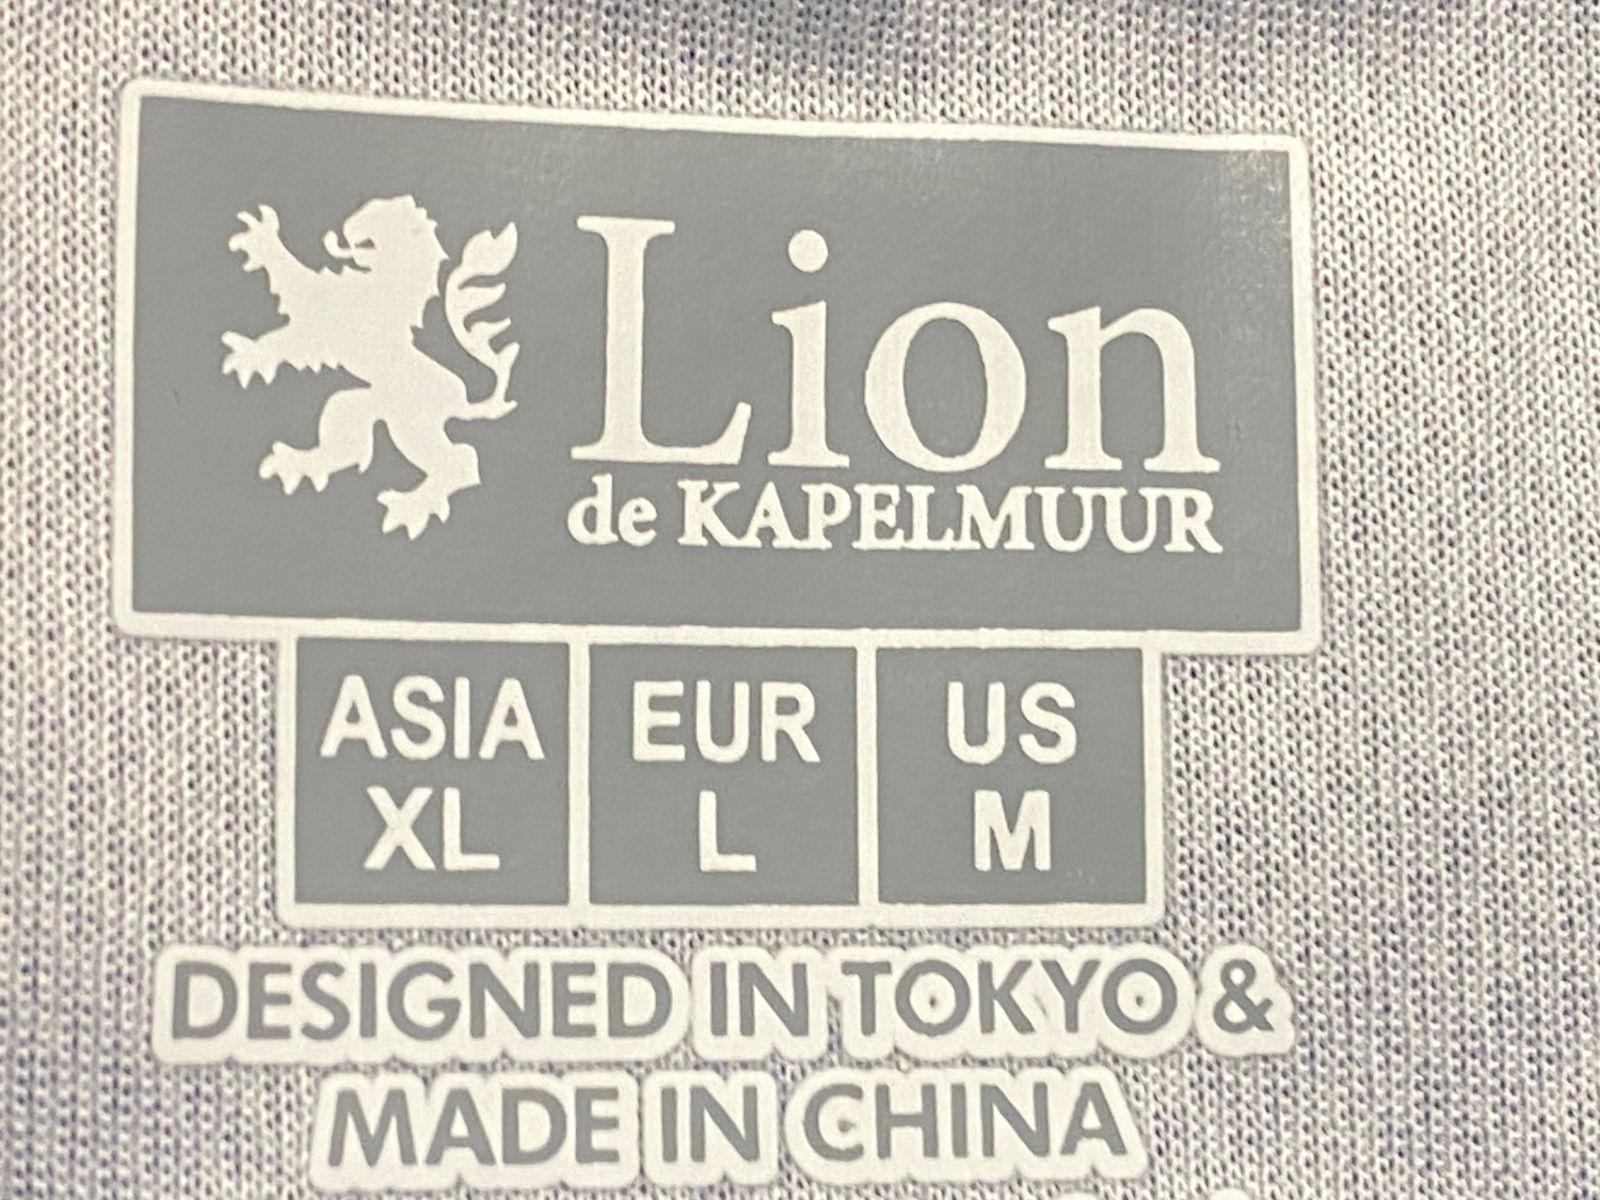 Lion
de KAPELMUUR
ASIA EUR US
XL L M
DESIGNED IN TOKYO &
MADE IN CHINA